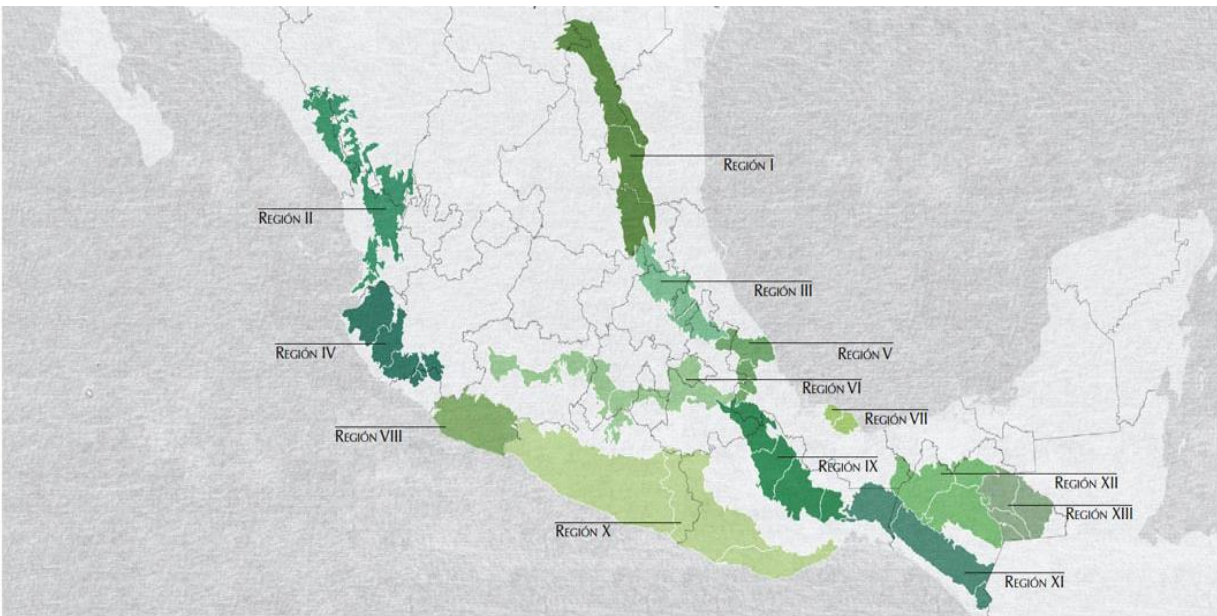 REGIÓN I
REGIÓN II
REGIÓN III
REGIÓN IV
REGIÓN V
REGIÓN VI
REGIÓN VII
REGIÓN VIII
REGIÓN IX
REGIÓN XII
REGIÓN XIII
REGIÓN X
REGIÓN XI